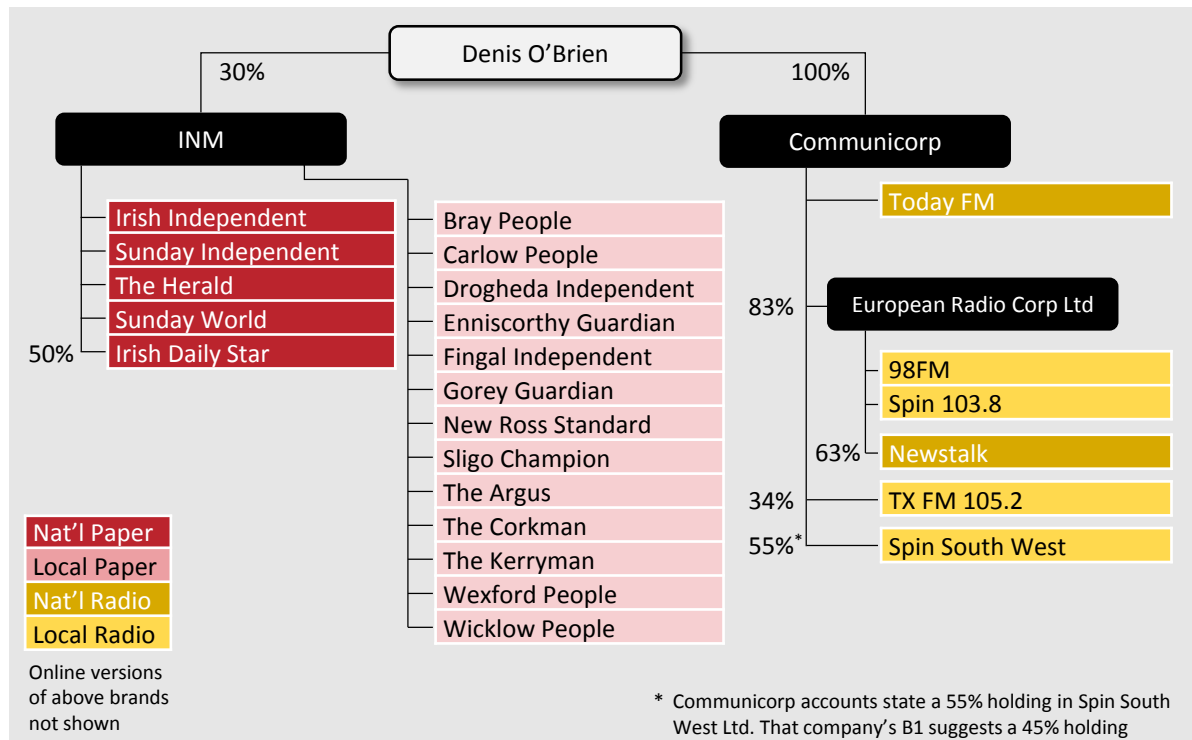 Denis O’Brien
30%
100%
INM
Communicorp
Irish Independent
Sunday Independent
The Herald
Sunday World
50%
Irish Daily Star
Bray People
Carlow People
Drogheda Independent
Enniscorthy Guardian
Fingal Independent
Gorey Guardian
New Ross Standard
Sligo Champion
The Argus
The Corkman
The Kerryman
Wexford People
Wicklow People
Today FM
83%
European Radio Corp Ltd
98FM
Spin 103.8
63%
Newstalk
34%
TX FM 105.2
55%*
Spin South West
Nat’l Paper
Local Paper
Nat’l Radio
Local Radio
Online versions
of above brands
not shown
* Communicorp accounts state a 55% holding in Spin South
West Ltd. That company’s B1 suggests a 45% holding